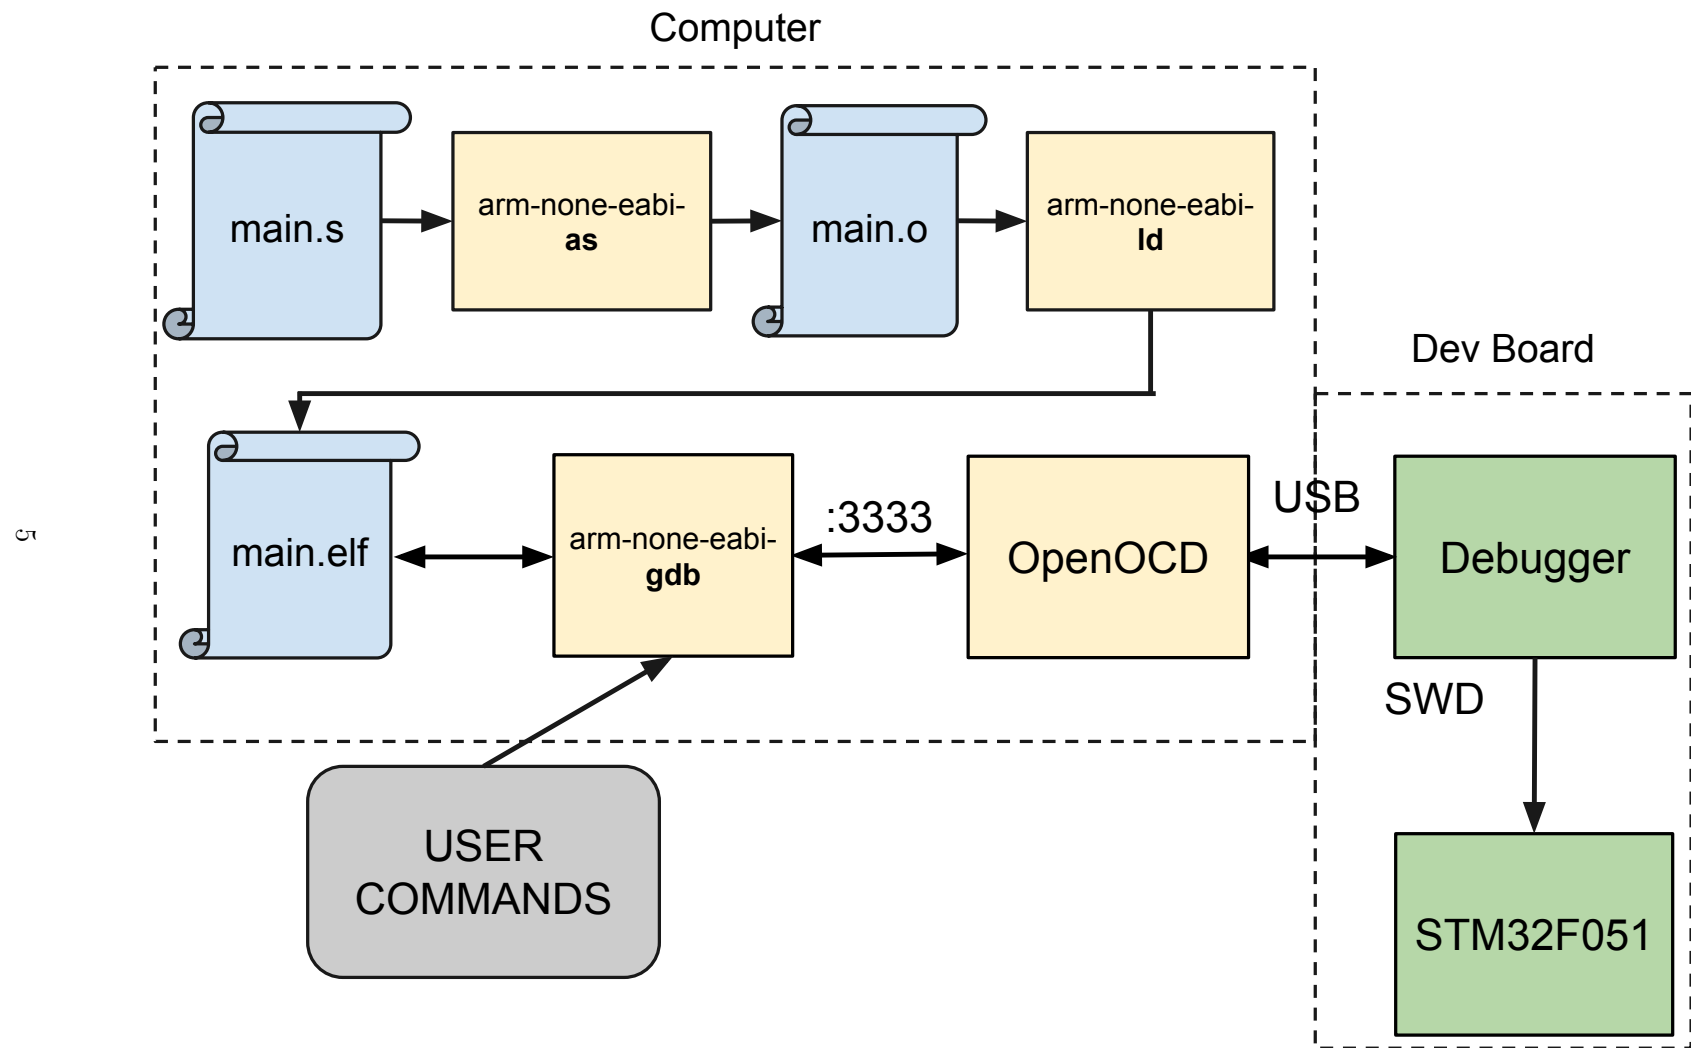 Computer
main.s
arm-none-eabi-
as
main.o
arm-none-eabi-
ld
Dev Board
main.elf
arm-none-eabi-
gdb
:3333
OpenOCD
USB
Debugger
SWD
USER
COMMANDS
STM32F051
5